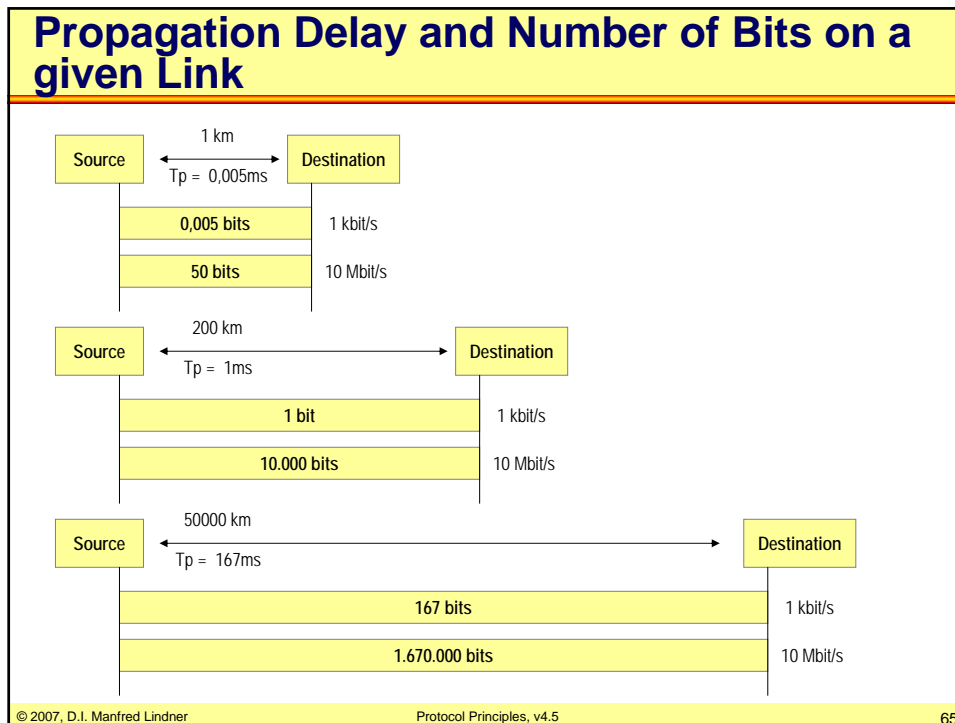 Propagation Delay and Number of Bits on a
given Link
1 km
Source
Destination
Tp = 0,005ms
0,005 bits
1 kbit/s
50 bits
10 Mbit/s
200 km
Source
Destination
Tp = 1ms
1 bit
1 kbit/s
10.000 bits
10 Mbit/s
50000 km
Source
Destination
Tp = 167ms
167 bits
1 kbit/s
1.670.000 bits
10 Mbit/s
© 2007, D.I. Manfred Lindner
Protocol Principles, v4.5
65